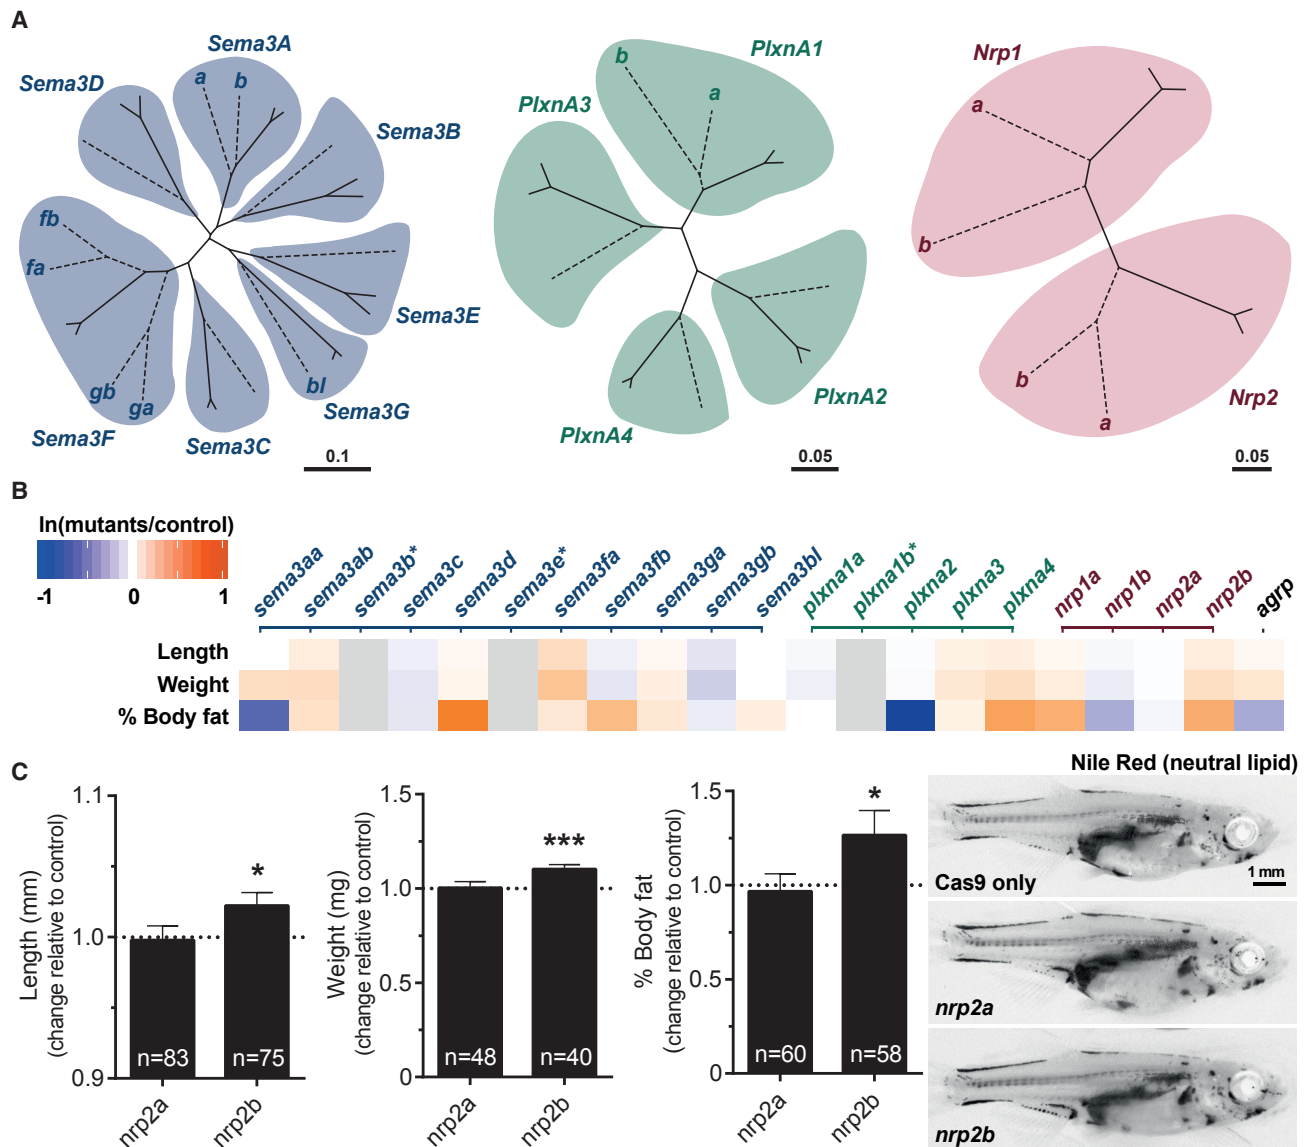 A
Sema3A
a
b
Sema3D
Sema3B
fb
fa
Sema3E
gb
ga
bl
Sema3G
Sema3F
Sema3C
0.1
PlxnA1
b
a
PlxnA3
PlxnA2
PlxnA4
0.05
Nrp1
a
b
b
a
Nrp2
0.05
B
ln(mutants/control)
-1 0 1
sema3aa
sema3ab
sema3b*
sema3c
sema3d
sema3e*
sema3fa
sema3fb
sema3ga
sema3gb
sema3bl
plxna1a
plxna1b*
plxna2
plxna3
plxna4
nrp1a
nrp1b
nrp2a
nrp2b
agrp
Length
Weight
% Body fat
C
Length (mm)
(change relative to control)
1.1
1.0
0.9
*
n=83
n=75
nrp2a
nrp2b
Weight (mg)
(change relative to control)
1.5
1.0
0.5
0
***
n=48
n=40
nrp2a
nrp2b
% Body fat
(change relative to control)
1.5
1.0
0.5
0
*
n=60
n=58
nrp2a
nrp2b
Nile Red (neutral lipid)
Cas9 only
1 mm
nrp2a
nrp2b